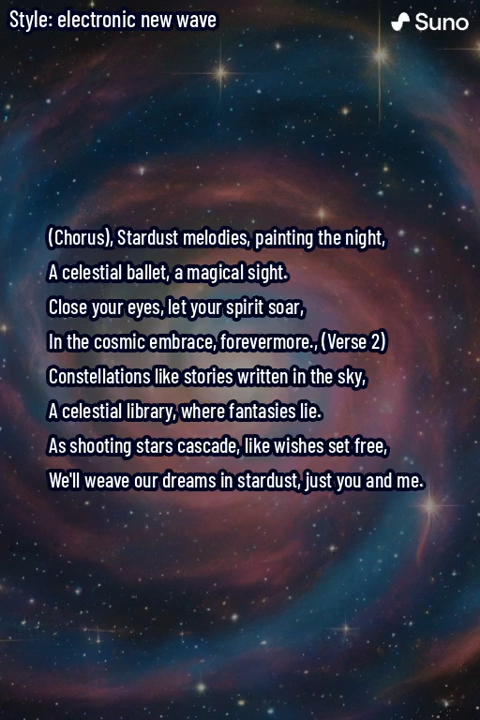 Style: electronic new wave
Suno
(Chorus), Stardust melodies, painting the night,
A celestial ballet, a magical sight.
Close your eyes, let your spirit soar,
In the cosmic embrace, forevermore., (Verse 2)
Constellations like stories written in the sky,
A celestial library, where fantasies lie.
As shooting stars cascade, like wishes set free,
We'll weave our dreams in stardust, just you and me.